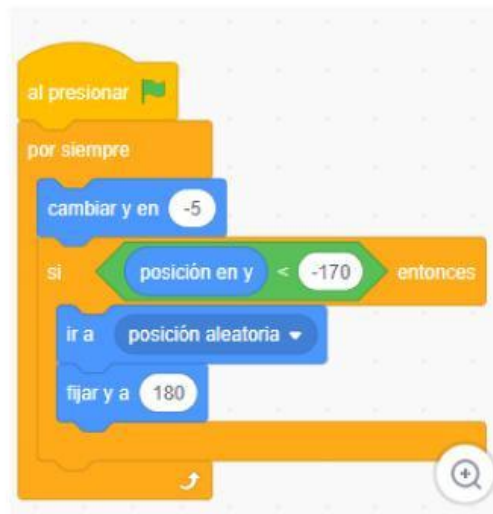 al presionar
por siempre
cambiar y en -5
si posición en y < -170 entonces
ir a posición aleatoria
fijar y a 180